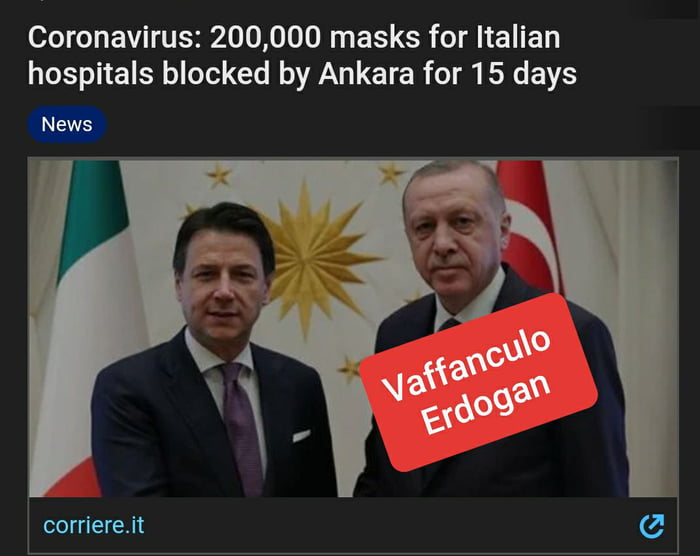 Coronavirus: 200,000 masks for Italian
hospitals blocked by Ankara for 15 days
News
Vaffanculo
Erdogan
corriere.it